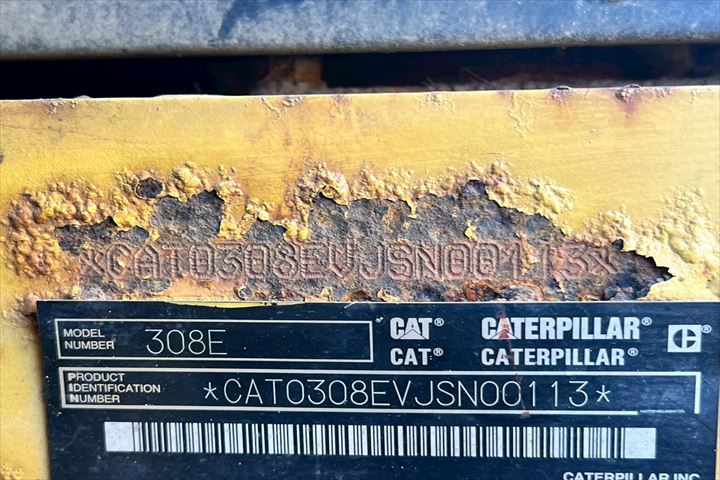 *CAT0308EVJSN00113*
MODEL NUMBER 308E
CAT® CATERPILLAR®
CAT® CATERPILLAR®
PRODUCT IDENTIFICATION NUMBER *CAT0308EVJSN00113*
CATERPILLAR INC